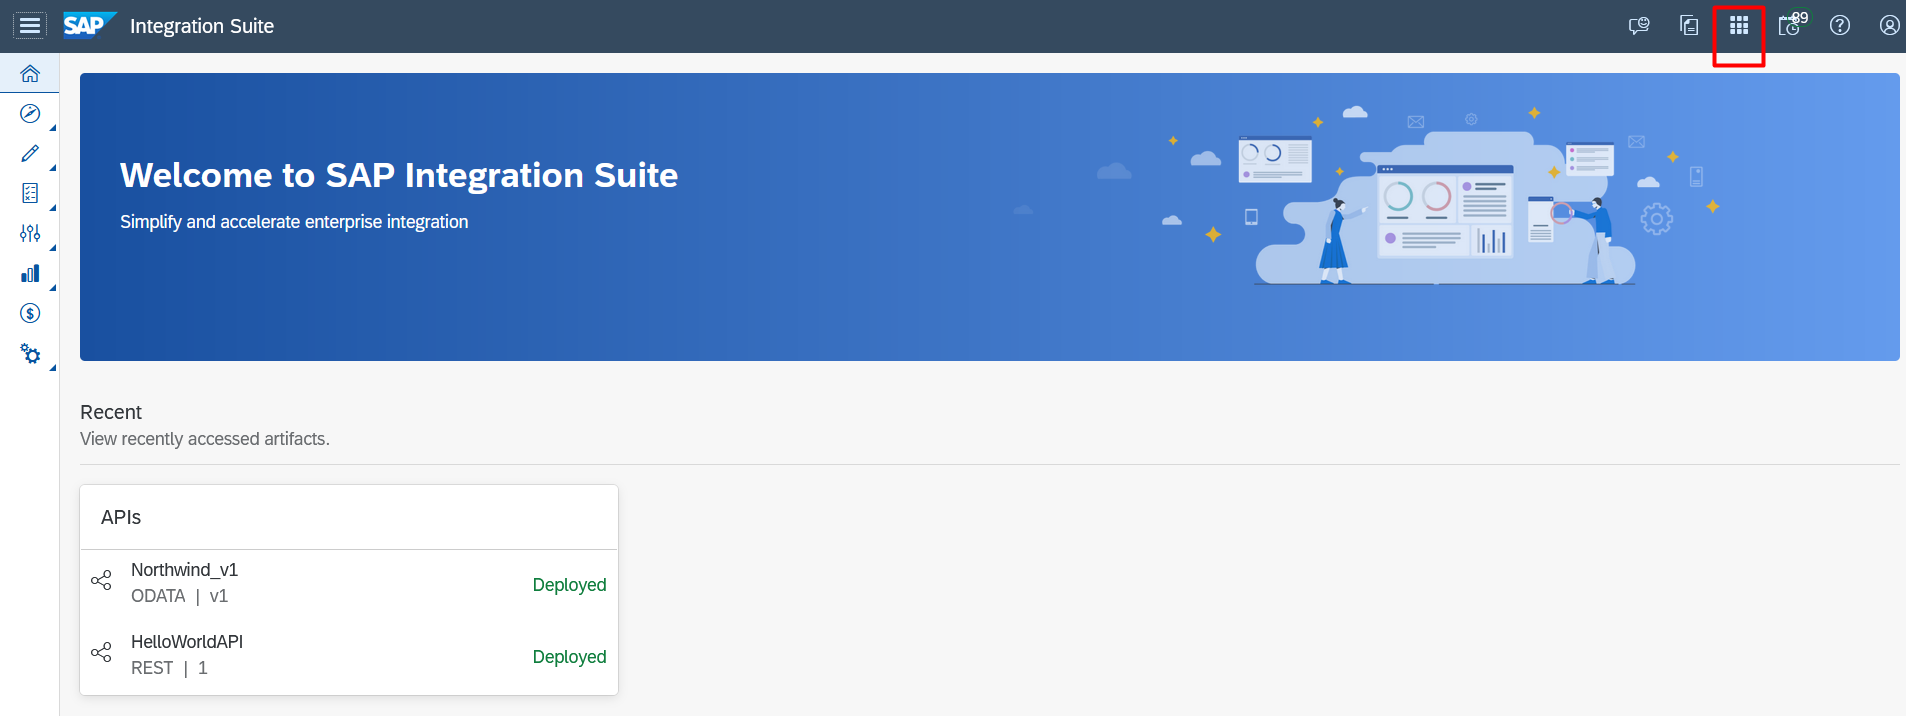 SAP Integration Suite
89
Welcome to SAP Integration Suite
Simplify and accelerate enterprise integration
Recent
View recently accessed artifacts.
APIs
Northwind_v1
ODATA | v1
Deployed
HelloWorldAPI
REST | 1
Deployed